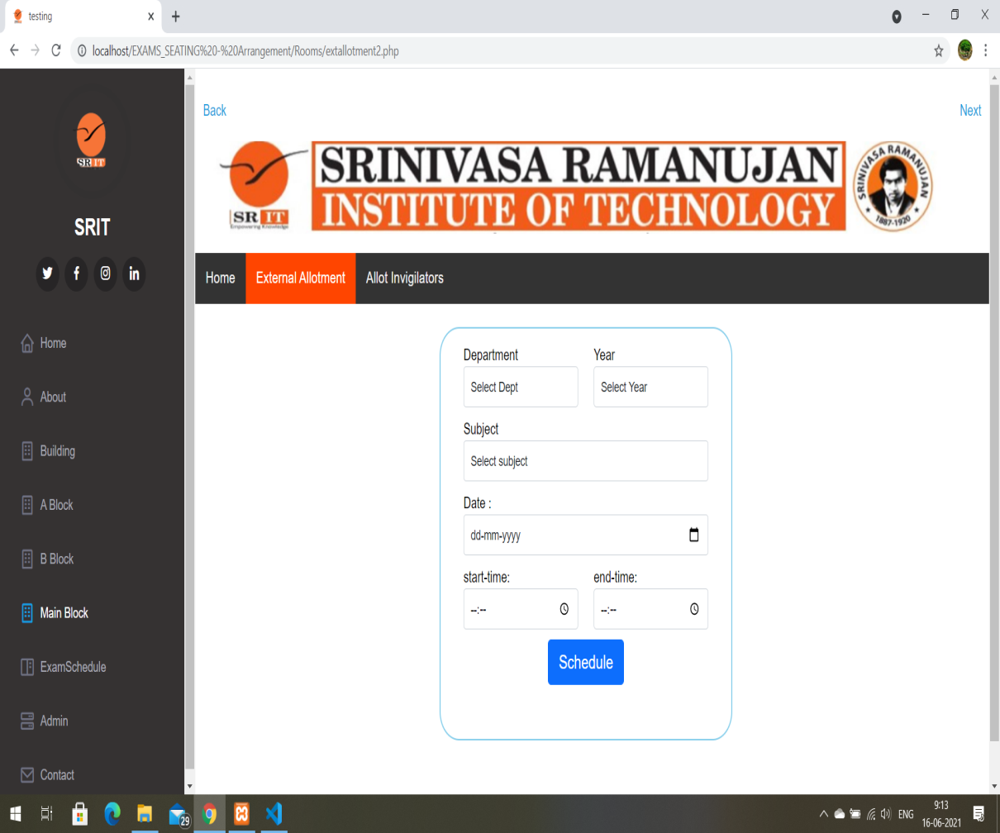 testing
localhost/EXAMS_SEATING%20-%20Arrangement/Rooms/extallotment2.php
SR IT
SRIT
Home
About
Building
A Block
B Block
Main Block
ExamSchedule
Admin
Contact
Back
Next
SR IT
Empowering Knowledge
SRINIVASA RAMANUJAN
INSTITUTE OF TECHNOLOGY
SRINIVASA RAMANUJAN
1887-1920
Home
External Allotment
Allot Invigilators
Department
Year
Select Dept
Select Year
Subject
Select subject
Date :
dd-mm-yyyy
start-time:
end-time:
--:--
--:--
Schedule
29
ENG
9:13
16-06-2021